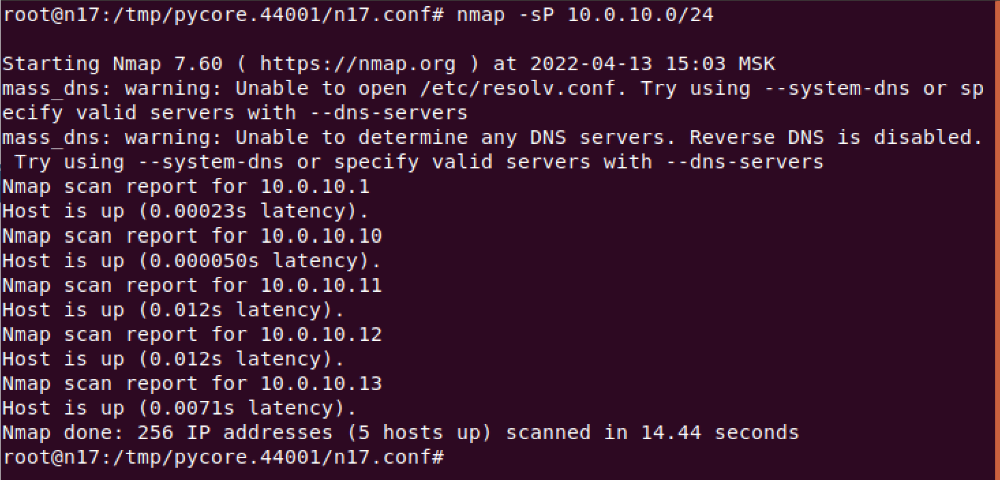 root@n17:/tmp/pycore.44001/n17.conf# nmap -sP 10.0.10.0/24
Starting Nmap 7.60 ( https://nmap.org ) at 2022-04-13 15:03 MSK
mass_dns: warning: Unable to open /etc/resolv.conf. Try using --system-dns or sp
ecify valid servers with --dns-servers
mass_dns: warning: Unable to determine any DNS servers. Reverse DNS is disabled.
 Try using --system-dns or specify valid servers with --dns-servers
Nmap scan report for 10.0.10.1
Host is up (0.00023s latency).
Nmap scan report for 10.0.10.10
Host is up (0.000050s latency).
Nmap scan report for 10.0.10.11
Host is up (0.012s latency).
Nmap scan report for 10.0.10.12
Host is up (0.012s latency).
Nmap scan report for 10.0.10.13
Host is up (0.0071s latency).
Nmap done: 256 IP addresses (5 hosts up) scanned in 14.44 seconds
root@n17:/tmp/pycore.44001/n17.conf#